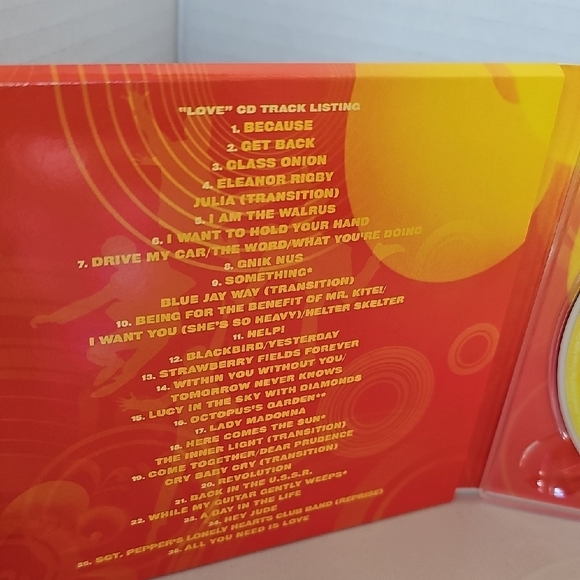 "LOVE" CD TRACK LISTING
1. BECAUSE
2. GET BACK
3. GLASS ONION
4. ELEANOR RIGBY
JULIA (TRANSITION)
5. I AM THE WALRUS
6. I WANT TO HOLD YOUR HAND
7. DRIVE MY CAR/THE WORD/WHAT YOU'RE DOING
8. GNIK NUS
9. SOMETHING*
BLUE JAY WAY (TRANSITION)
10. BEING FOR THE BENEFIT OF MR. KITE!/
I WANT YOU (SHE'S SO HEAVY)/HELTER SKELTER
11. HELP!
12. BLACKBIRD/YESTERDAY
13. STRAWBERRY FIELDS FOREVER
14. WITHIN YOU WITHOUT YOU/
TOMORROW NEVER KNOWS
15. LUCY IN THE SKY WITH DIAMONDS
16. OCTOPUS'S GARDEN**
17. LADY MADONNA
18. HERE COMES THE SUN*
THE INNER LIGHT (TRANSITION)
19. COME TOGETHER/DEAR PRUDENCE
CRY BABY CRY (TRANSITION)
20. REVOLUTION
21. BACK IN THE U.S.S.R.
22. WHILE MY GUITAR GENTLY WEEPS*
23. A DAY IN THE LIFE
24. HEY JUDE
25. SGT. PEPPER'S LONELY HEARTS CLUB BAND (REPRISE)
26. ALL YOU NEED IS LOVE